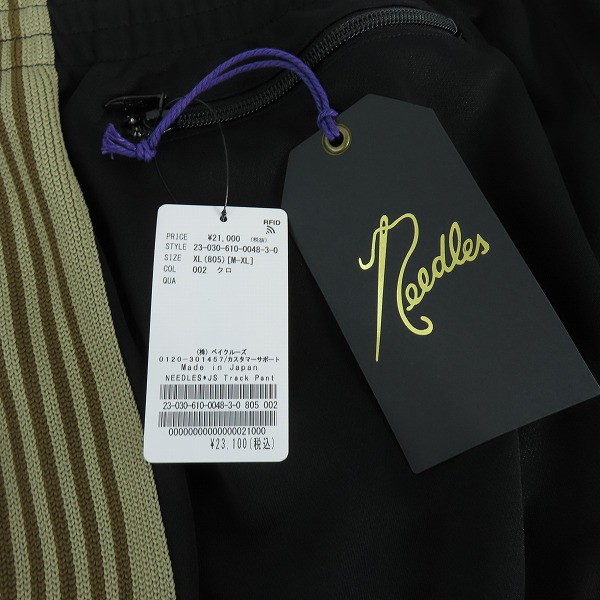 RFID
PRICE ¥21,000 (税抜)
STYLE 23-030-610-0048-3-0
SIZE XL(805)[M-XL]
COL 002 クロ
QUA
(株) ベイクルーズ
0120-301457/カスタマーサポート
Made in Japan
NEEDLES*JS Track Pant
23-030-610-0048-3-0 805 002
00000000000000021000
¥23,100(税込)
Needles